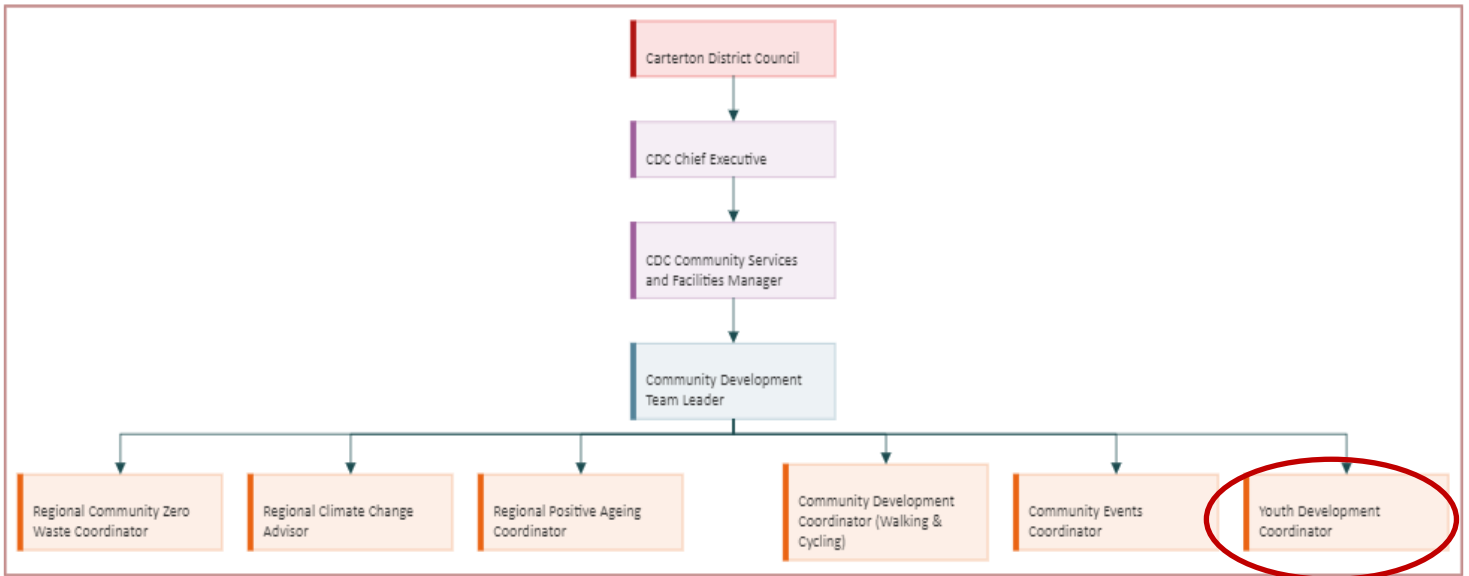 Carterton District Council
CDC Chief Executive
CDC Community Services
and Facilities Manager
Community Development
Team Leader
Regional Community Zero
Waste Coordinator
Regional Climate Change
Advisor
Regional Positive Ageing
Coordinator
Community Development
Coordinator (Walking &
Cycling)
Community Events
Coordinator
Youth Development
Coordinator